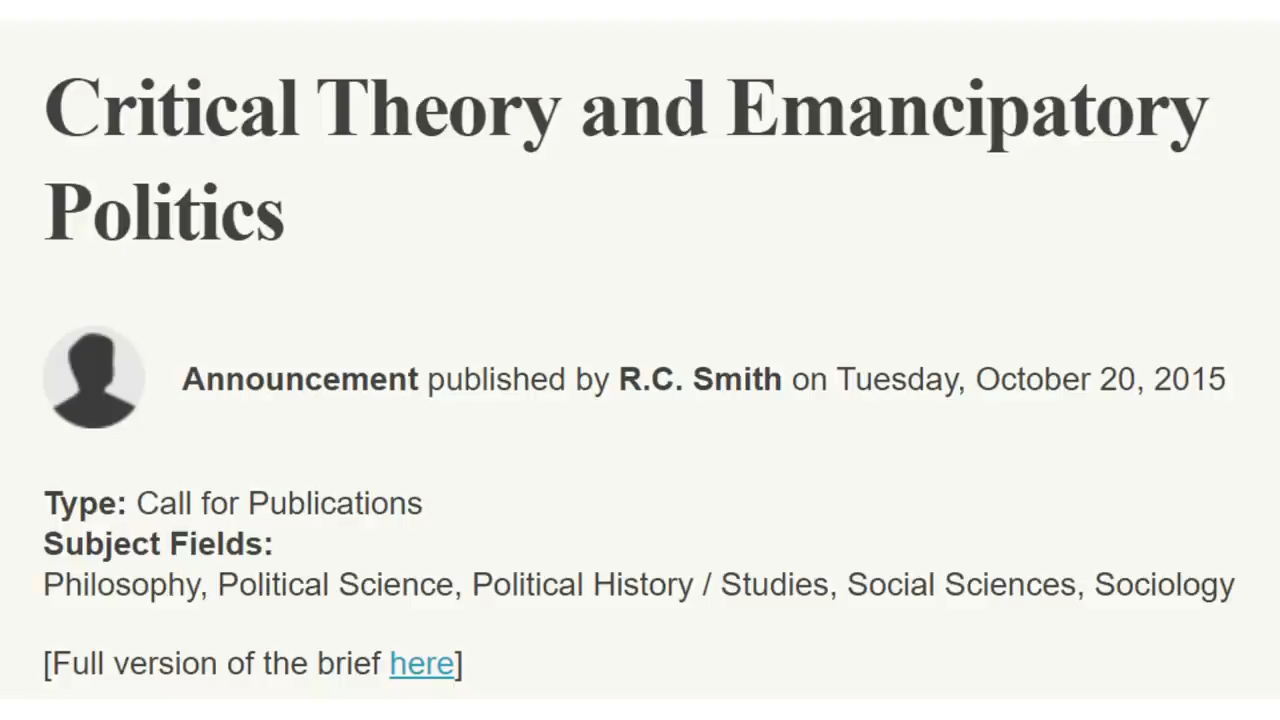 Critical Theory and Emancipatory
Politics
Announcement published by R.C. Smith on Tuesday, October 20, 2015
Type: Call for Publications
Subject Fields:
Philosophy, Political Science, Political History / Studies, Social Sciences, Sociology
[Full version of the brief here]